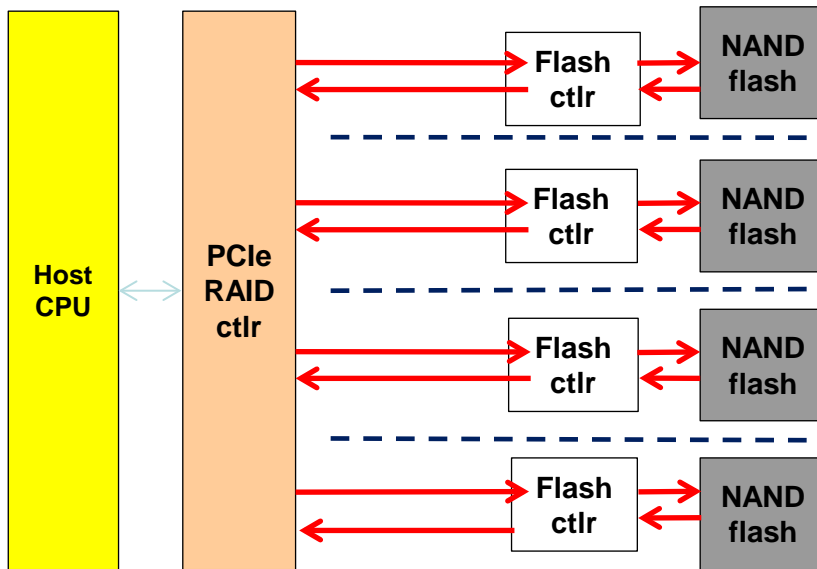 Host
CPU
PCIe
RAID
ctlr
Flash
ctlr
NAND
flash
Flash
ctlr
NAND
flash
Flash
ctlr
NAND
flash
Flash
ctlr
NAND
flash